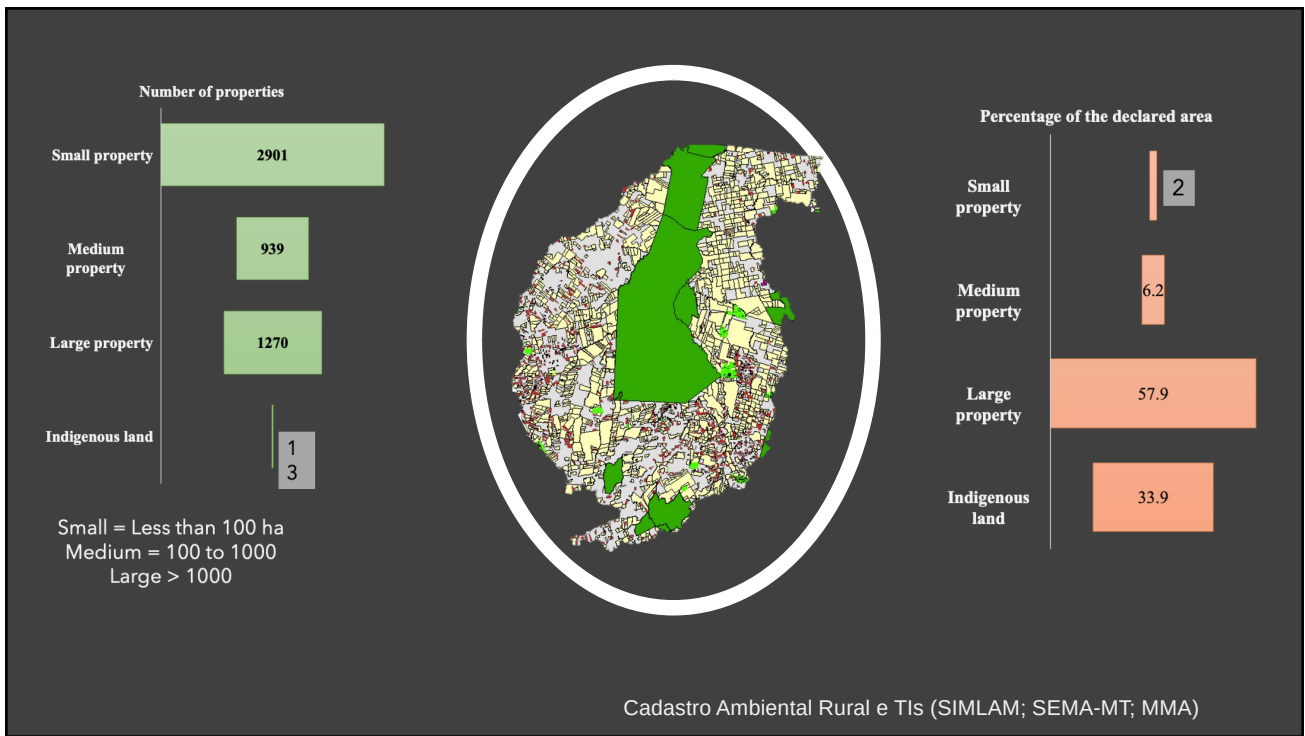 Number of properties
Small property
2901
Medium
property
939
Large property
1270
Indigenous land
1
3
Small = Less than 100 ha
Medium = 100 to 1000
Large > 1000
Percentage of the declared area
Small
property
2
Medium
property
6.2
Large
property
57.9
Indigenous
land
33.9
Cadastro Ambiental Rural e TIs (SIMLAM; SEMA-MT; MMA)